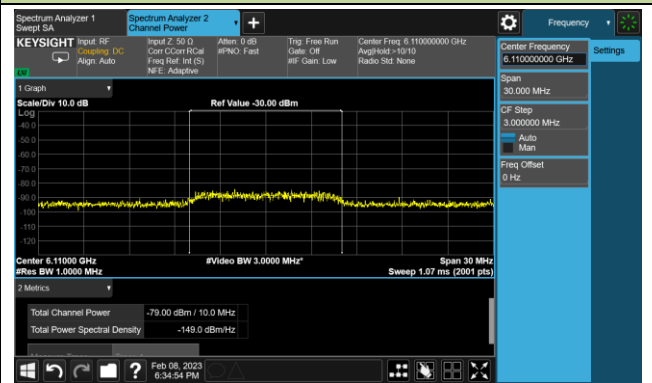 Spectrum Analyzer 1
Swept SA
Spectrum Analyzer 2
Channel Power
Frequency
KEYSIGHT
Input: RF
Coupling: DC
Align: Auto
Input Z: 50 Ω
Corr CCorr RCal
Freq Ref: Int (S)
NFE: Adaptive
Atten: 0 dB
#PNO: Fast
Trig: Free Run
Gate: Off
#IF Gain: Low
Center Freq: 6.110000000 GHz
Avg|Hold:>10/10
Radio Std: None
Center Frequency
6.110000000 GHz
Settings
Span
30.000 MHz
CF Step
3.000000 MHz
Auto
Man
Freq Offset
0 Hz
1 Graph
Scale/Div 10.0 dB
Ref Value -30.00 dBm
Log
-40.0
-50.0
-60.0
-70.0
-80.0
-90.0
-100
-110
-120
Center 6.11000 GHz
#Video BW 3.0000 MHz*
Span 30 MHz
#Res BW 1.0000 MHz
Sweep 1.07 ms (2001 pts)
2 Metrics
Total Channel Power
-79.00 dBm / 10.0 MHz
Total Power Spectral Density
-149.0 dBm/Hz
Feb 08, 2023
6:34:54 PM